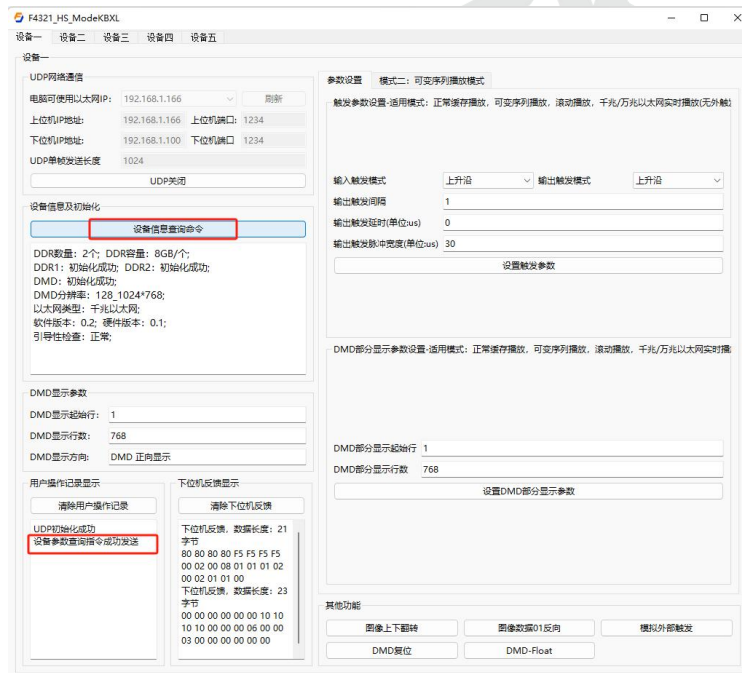 F4321_HS_ModeKBXL
设备一 设备二 设备三 设备四 设备五
设备一
UDP网络通信
电脑可使用以太网IP: 192.168.1.166 刷新
上位机IP地址: 192.168.1.166 上位机端口: 1234
下位机IP地址: 192.168.1.100 下位机端口 1234
UDP单帧发送长度 1024
UDP关闭
设备信息及初始化
设备信息查询命令
DDR数量: 2个; DDR容量: 8GB/个;
DDR1: 初始化成功; DDR2: 初始化成功;
DMD: 初始化成功;
DMD分辨率: 128_1024*768;
以太网类型: 千兆以太网;
软件版本: 0.2; 硬件版本: 0.1;
引导性检查: 正常;
DMD显示参数
DMD显示起始行: 1
DMD显示行数: 768
DMD显示方向: DMD 正向显示
用户操作记录显示
清除用户操作记录
UDP初始化成功
设备参数查询指令成功发送
下位机反馈显示
清除下位机反馈
下位机反馈，数据长度: 21
字节
80 80 80 80 F5 F5 F5 F5
00 02 00 08 01 01 01 02
00 02 01 01 00
下位机反馈，数据长度: 23
字节
00 00 00 00 00 00 10 10
10 10 00 00 00 06 00 00
03 00 00 00 00 00 00
参数设置 模式二: 可变序列播放模式
触发参数设置-适用模式: 正常缓存播放，可变序列播放，滚动播放，千兆/万兆以太网实时播放(无外触
输入触发模式 上升沿 输出触发模式 上升沿
输出触发间隔 1
输出触发延时(单位:us) 0
输出触发脉冲宽度(单位:us) 30
设置触发参数
DMD部分显示参数设置-适用模式: 正常缓存播放，可变序列播放，滚动播放，千兆/万兆以太网实时播
DMD部分显示起始行 1
DMD部分显示行数 768
设置DMD部分显示参数
其他功能
图像上下翻转 图像数据01反向 模拟外部触发
DMD复位 DMD-Float